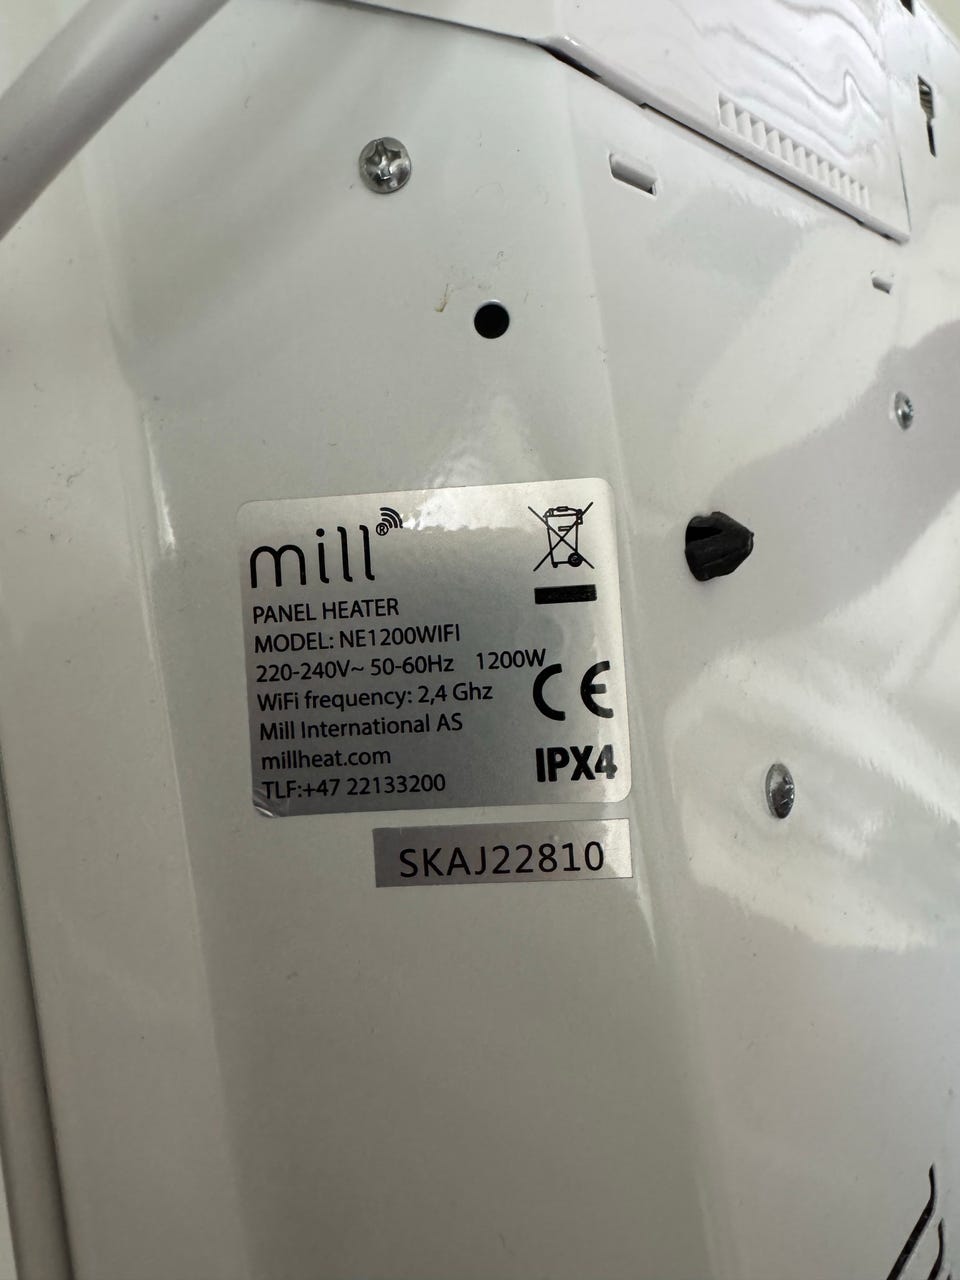 mill®
PANEL HEATER
MODEL: NE1200WIFI
220-240V~ 50-60Hz 1200W
WiFi frequency: 2,4 Ghz
Mill International AS
millheat.com
TLF:+47 22133200
CE
IPX4
SKAJ22810